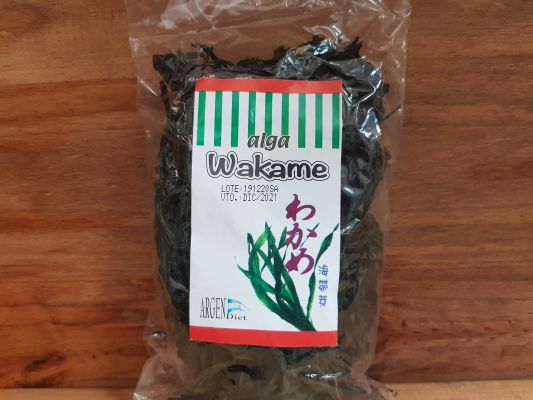 alga
Wakame
LOTE:191220SA
VTO.:DIC/2021
わかめ
ARGEN
Diet